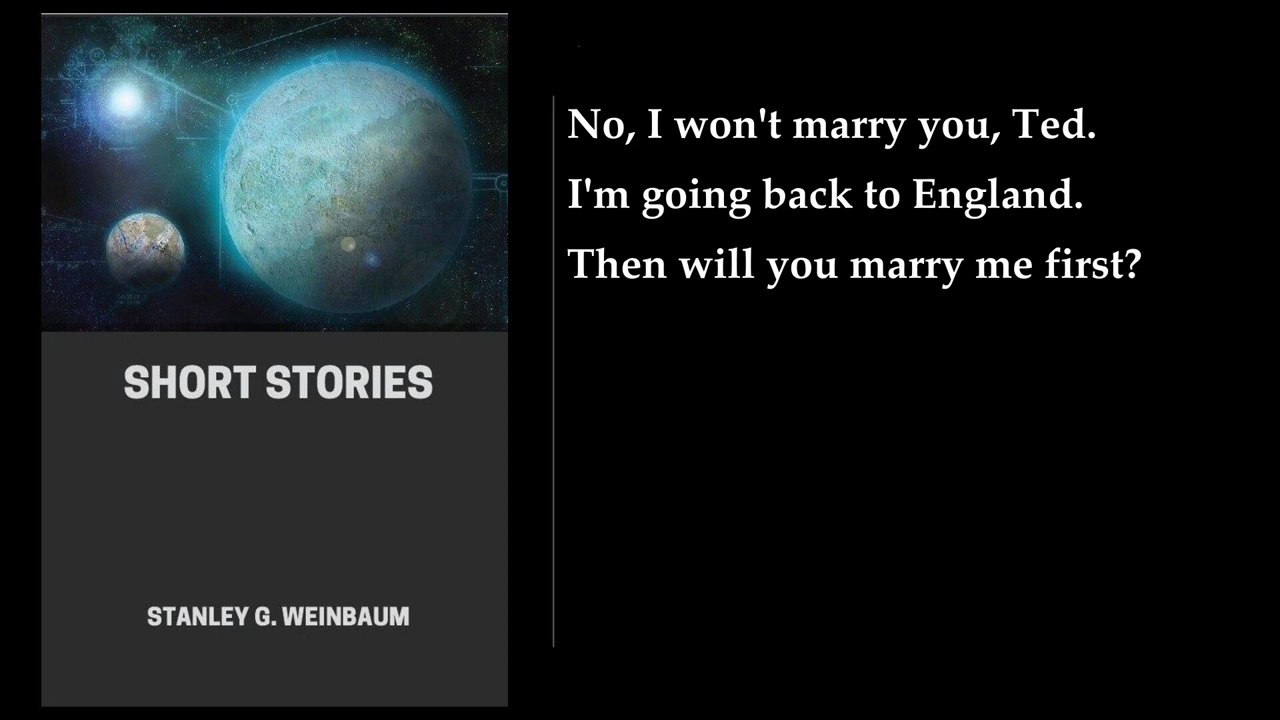 SHORT STORIES
STANLEY G. WEINBAUM
No, I won't marry you, Ted.
I'm going back to England.
Then will you marry me first?